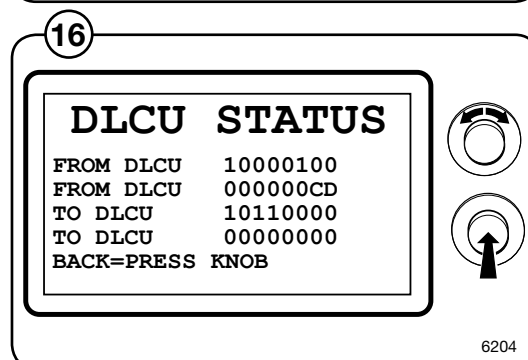 16
DLCU STATUS
FROM DLCU 10000100
FROM DLCU 000000CD
TO DLCU 10110000
TO DLCU 00000000
BACK=PRESS KNOB
6204